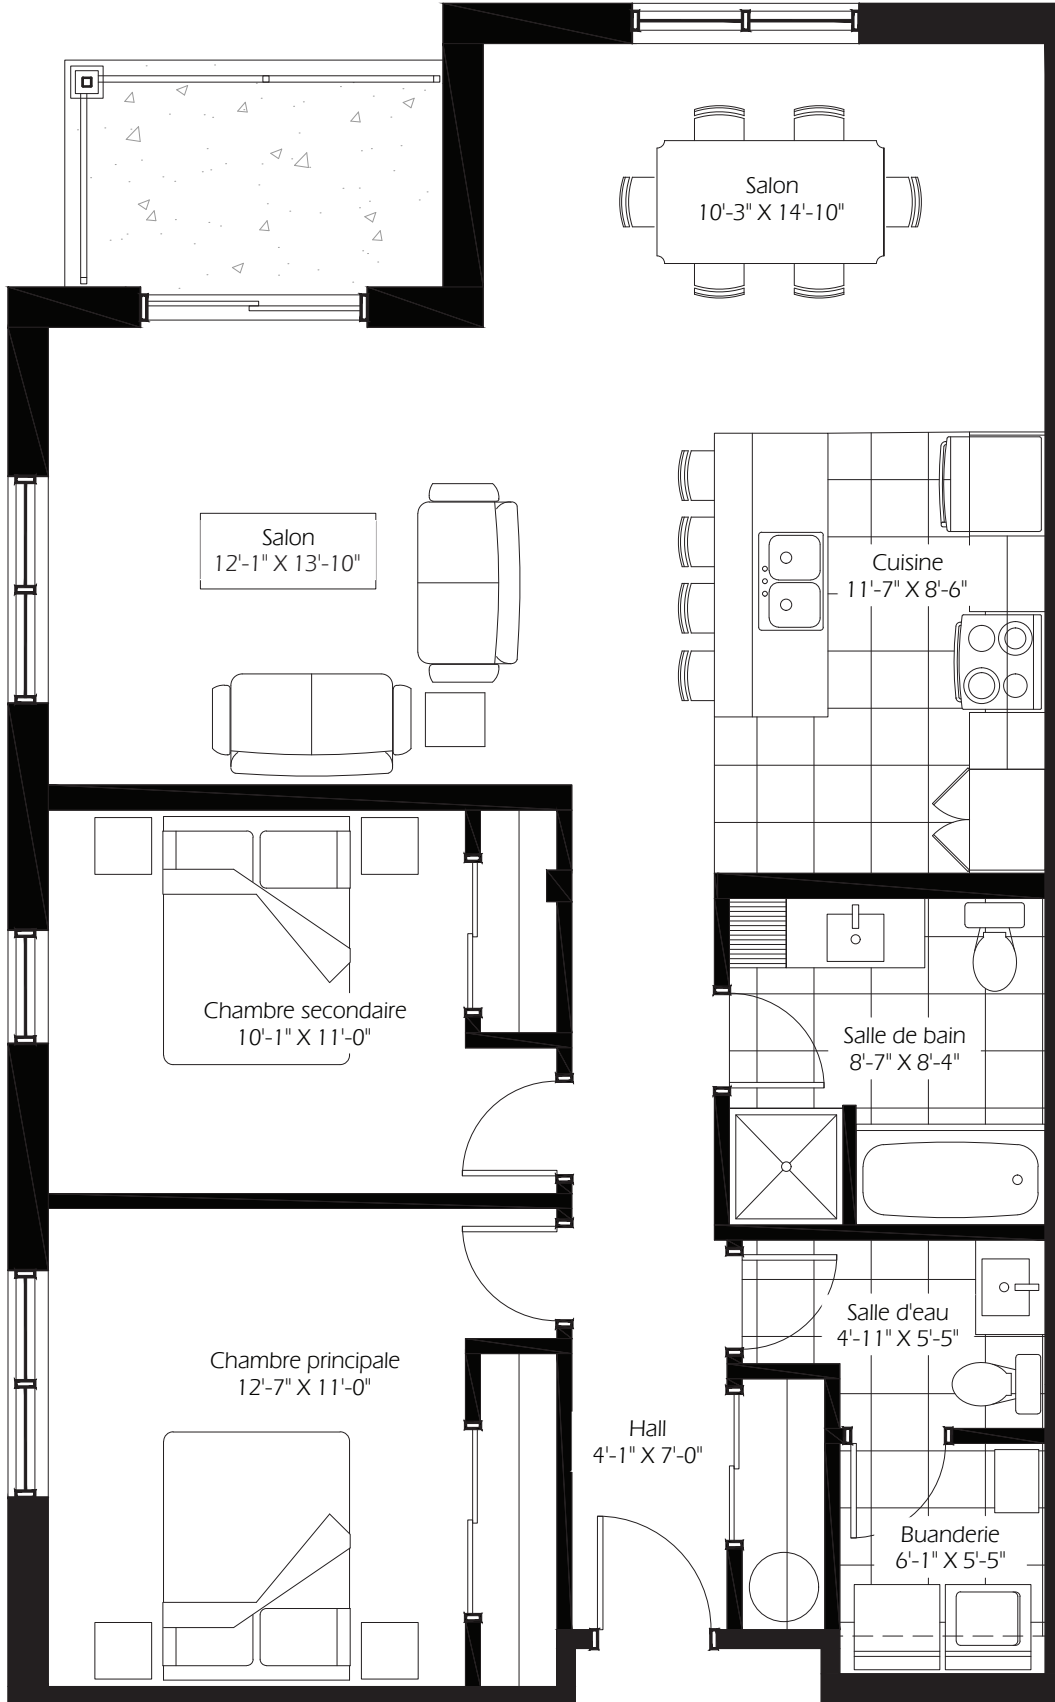 Salon
10'-3" X 14'-10"
Salon
12'-1" X 13'-10"
Cuisine
11'-7" X 8'-6"
Chambre secondaire
10'-1" X 11'-0"
Salle de bain
8'-7" X 8'-4"
Salle d'eau
4'-11" X 5'-5"
Chambre principale
12'-7" X 11'-0"
Hall
4'-1" X 7'-0"
Buanderie
6'-1" X 5'-5"